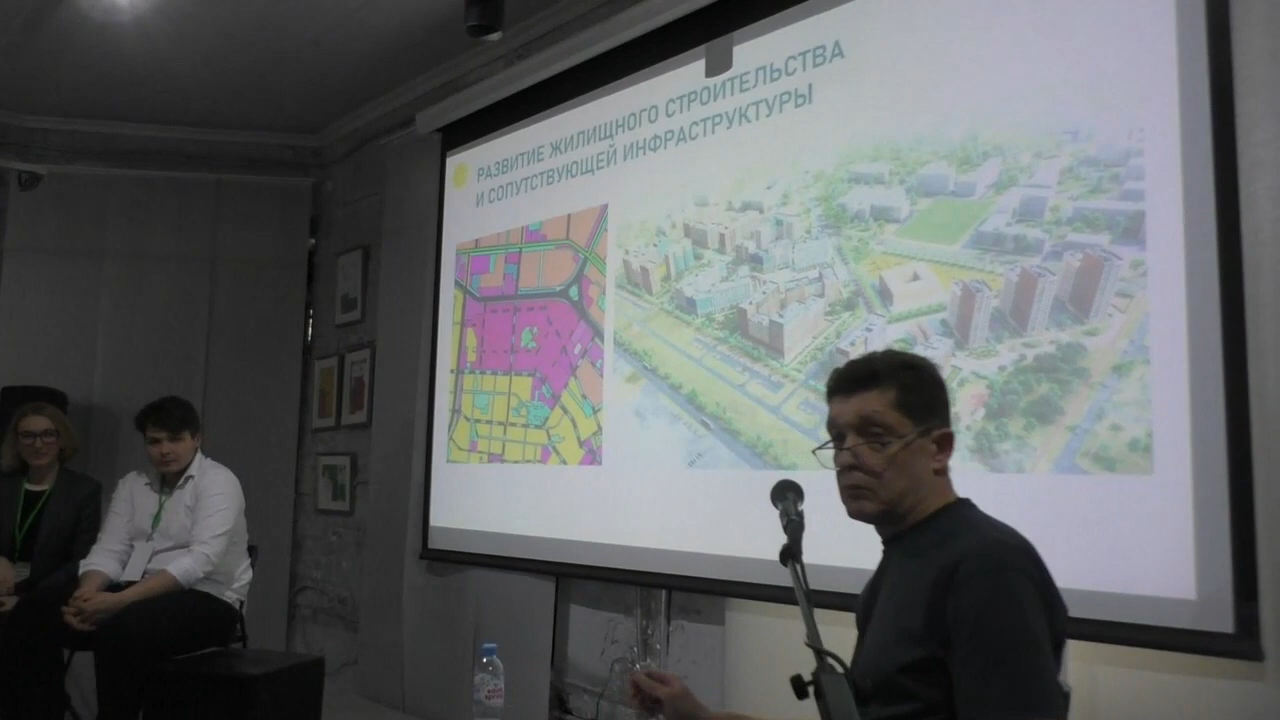 РАЗВИТИЕ ЖИЛИЩНОГО СТРОИТЕЛЬСТВА
И СОПУТСТВУЮЩЕЙ ИНФРАСТРУКТУРЫ